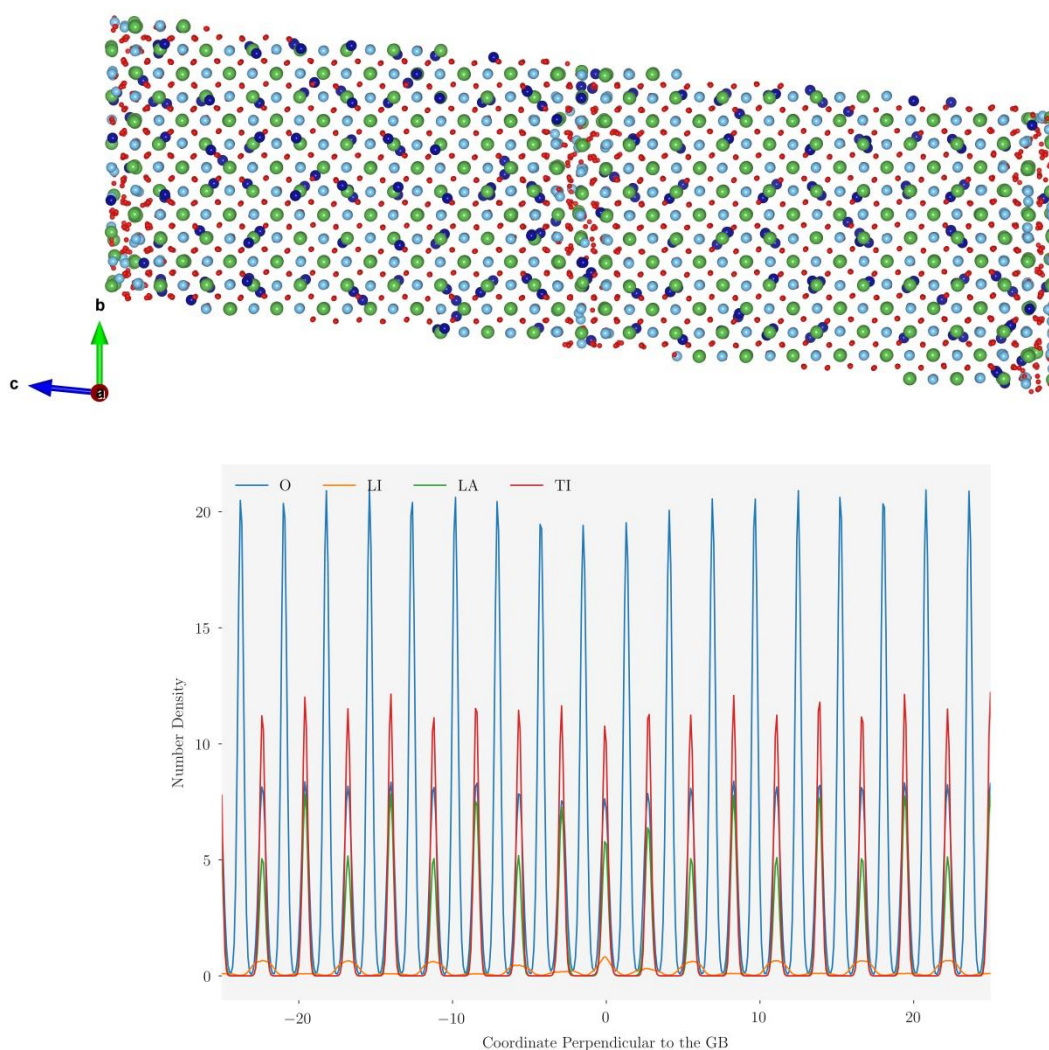 b
c
a
O LI LA TI
20
15
10
5
0
Number Density
−20 −10 0 10 20
Coordinate Perpendicular to the GB